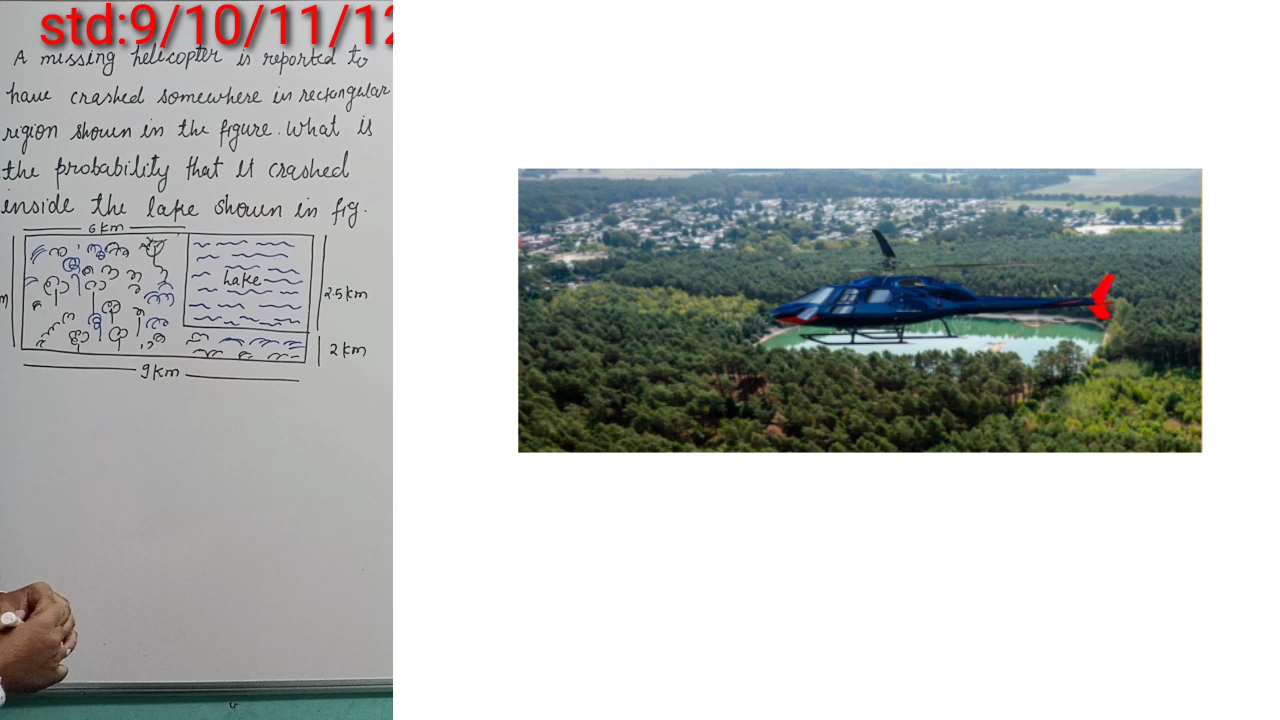 std:9/10/11/12
A missing helicopter is reported to
have crashed somewhere in rectangular
region shown in the figure. What is
the probability that it crashed
inside the lake shown in fig.
6 km
Lake
2.5 km
m
2 km
9 km